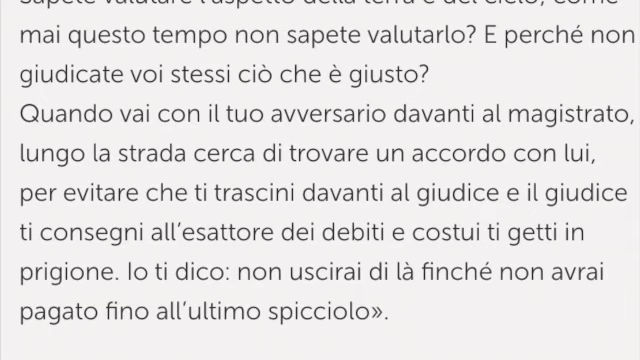 sapete valutare l'aspetto della terra e del cielo; come
mai questo tempo non sapete valutarlo? E perché non
giudicate voi stessi ciò che è giusto?
Quando vai con il tuo avversario davanti al magistrato,
lungo la strada cerca di trovare un accordo con lui,
per evitare che ti trascini davanti al giudice e il giudice
ti consegni all’esattore dei debiti e costui ti getti in
prigione. Io ti dico: non uscirai di là finché non avrai
pagato fino all’ultimo spicciolo».